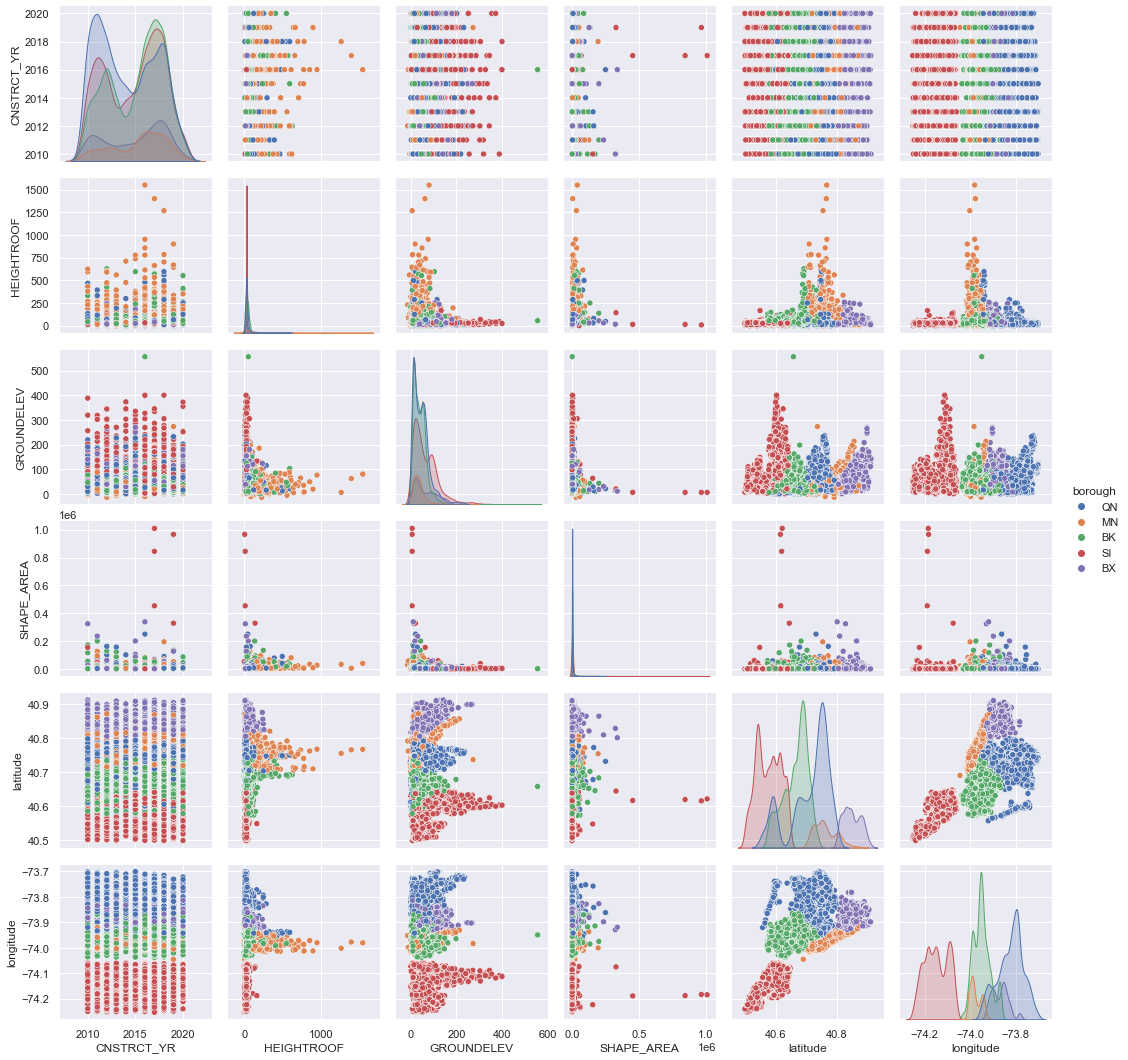 2020
2018
2016
2014
2012
2010
CNSTRCT_YR
1500
1250
1000
750
500
250
0
HEIGHTROOF
500
400
300
200
100
0
GROUNDELEV
1e6
1.0
0.8
0.6
0.4
0.2
0.0
SHAPE_AREA
borough
QN
MN
BK
SI
BX
40.9
40.8
40.7
40.6
40.5
latitude
−73.7
−73.8
−73.9
−74.0
−74.1
−74.2
longitude
2010 2015 2020
CNSTRCT_YR
0 1000
HEIGHTROOF
0 200 400 600
GROUNDELEV
0.0 0.5 1.0
1e6
SHAPE_AREA
40.6 40.8
latitude
−74.2 −74.0 −73.8
longitude